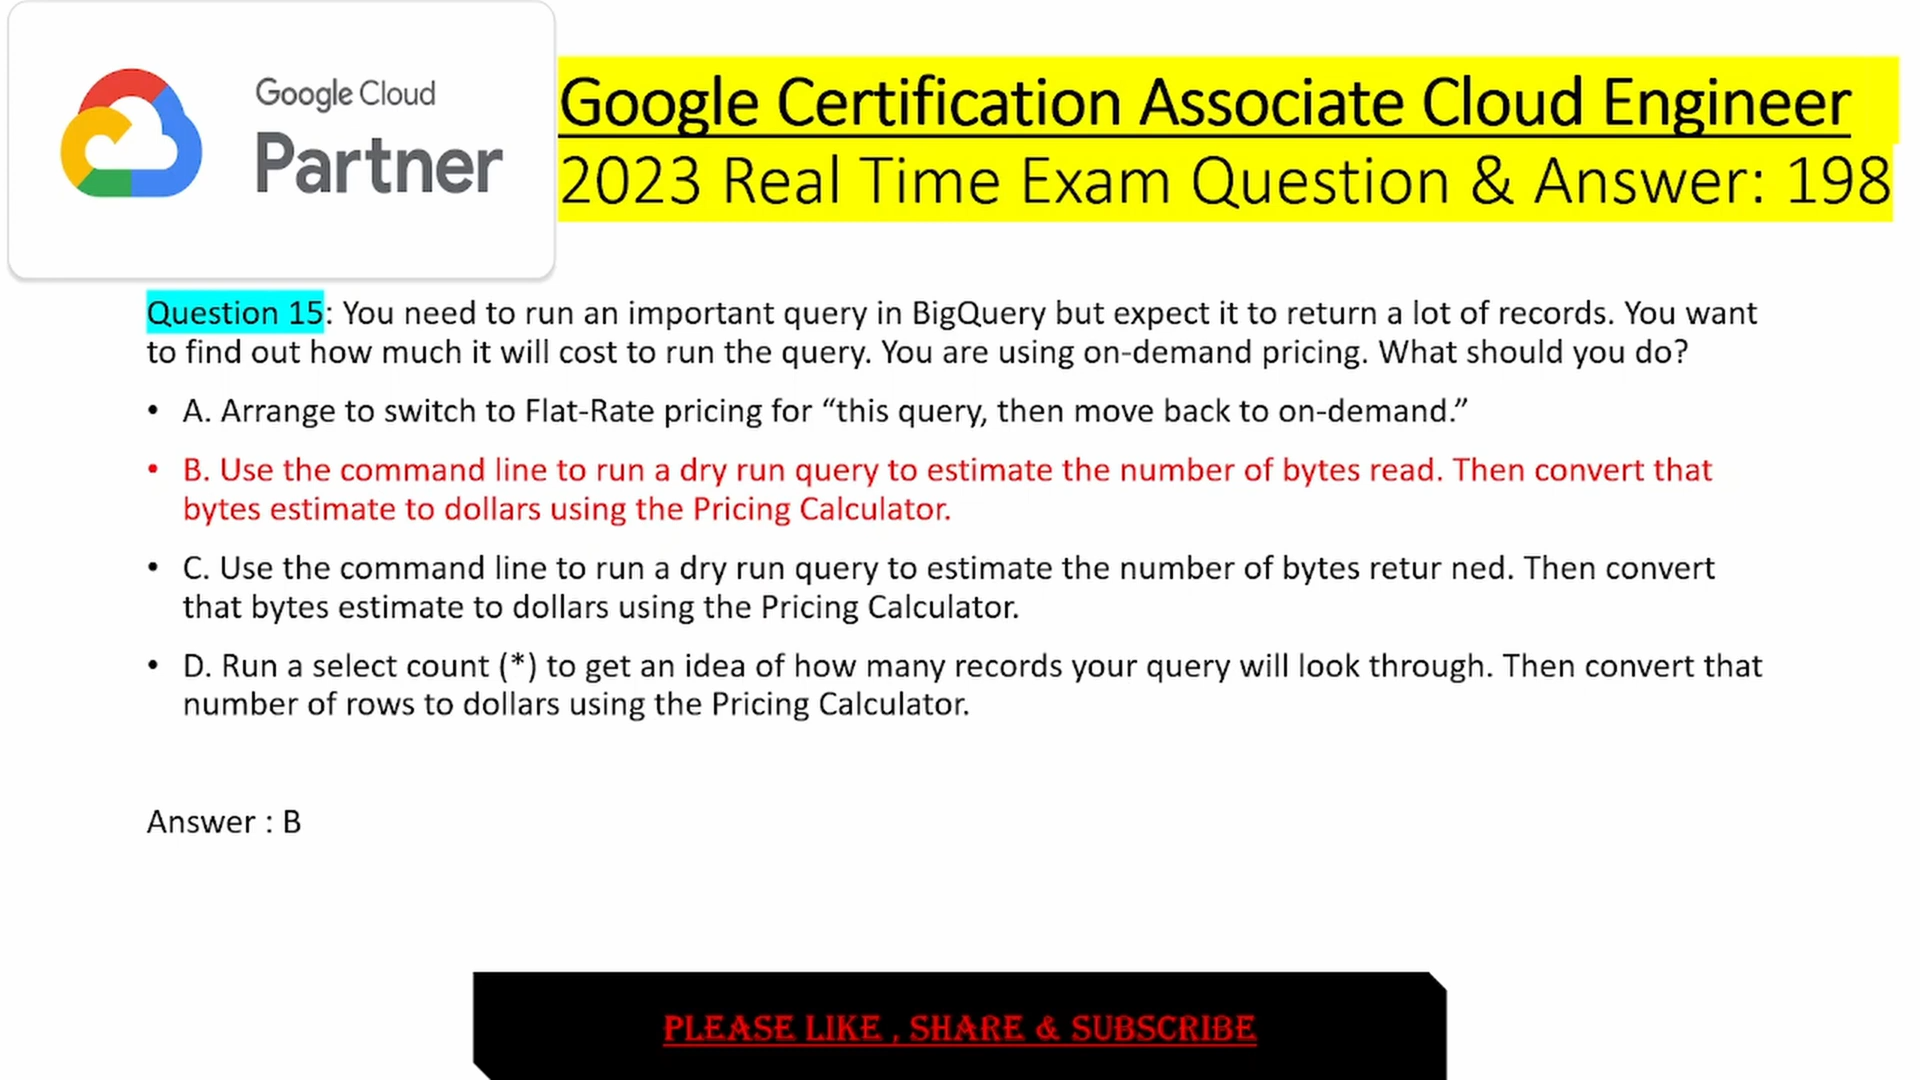 Google Cloud
Partner
Google Certification Associate Cloud Engineer
2023 Real Time Exam Question & Answer: 198
Question 15: You need to run an important query in BigQuery but expect it to return a lot of records. You want
to find out how much it will cost to run the query. You are using on-demand pricing. What should you do?
• A. Arrange to switch to Flat-Rate pricing for “this query, then move back to on-demand.”
• B. Use the command line to run a dry run query to estimate the number of bytes read. Then convert that
bytes estimate to dollars using the Pricing Calculator.
• C. Use the command line to run a dry run query to estimate the number of bytes retur ned. Then convert
that bytes estimate to dollars using the Pricing Calculator.
• D. Run a select count (*) to get an idea of how many records your query will look through. Then convert that
number of rows to dollars using the Pricing Calculator.
Answer : B
PLEASE LIKE , SHARE & SUBSCRIBE